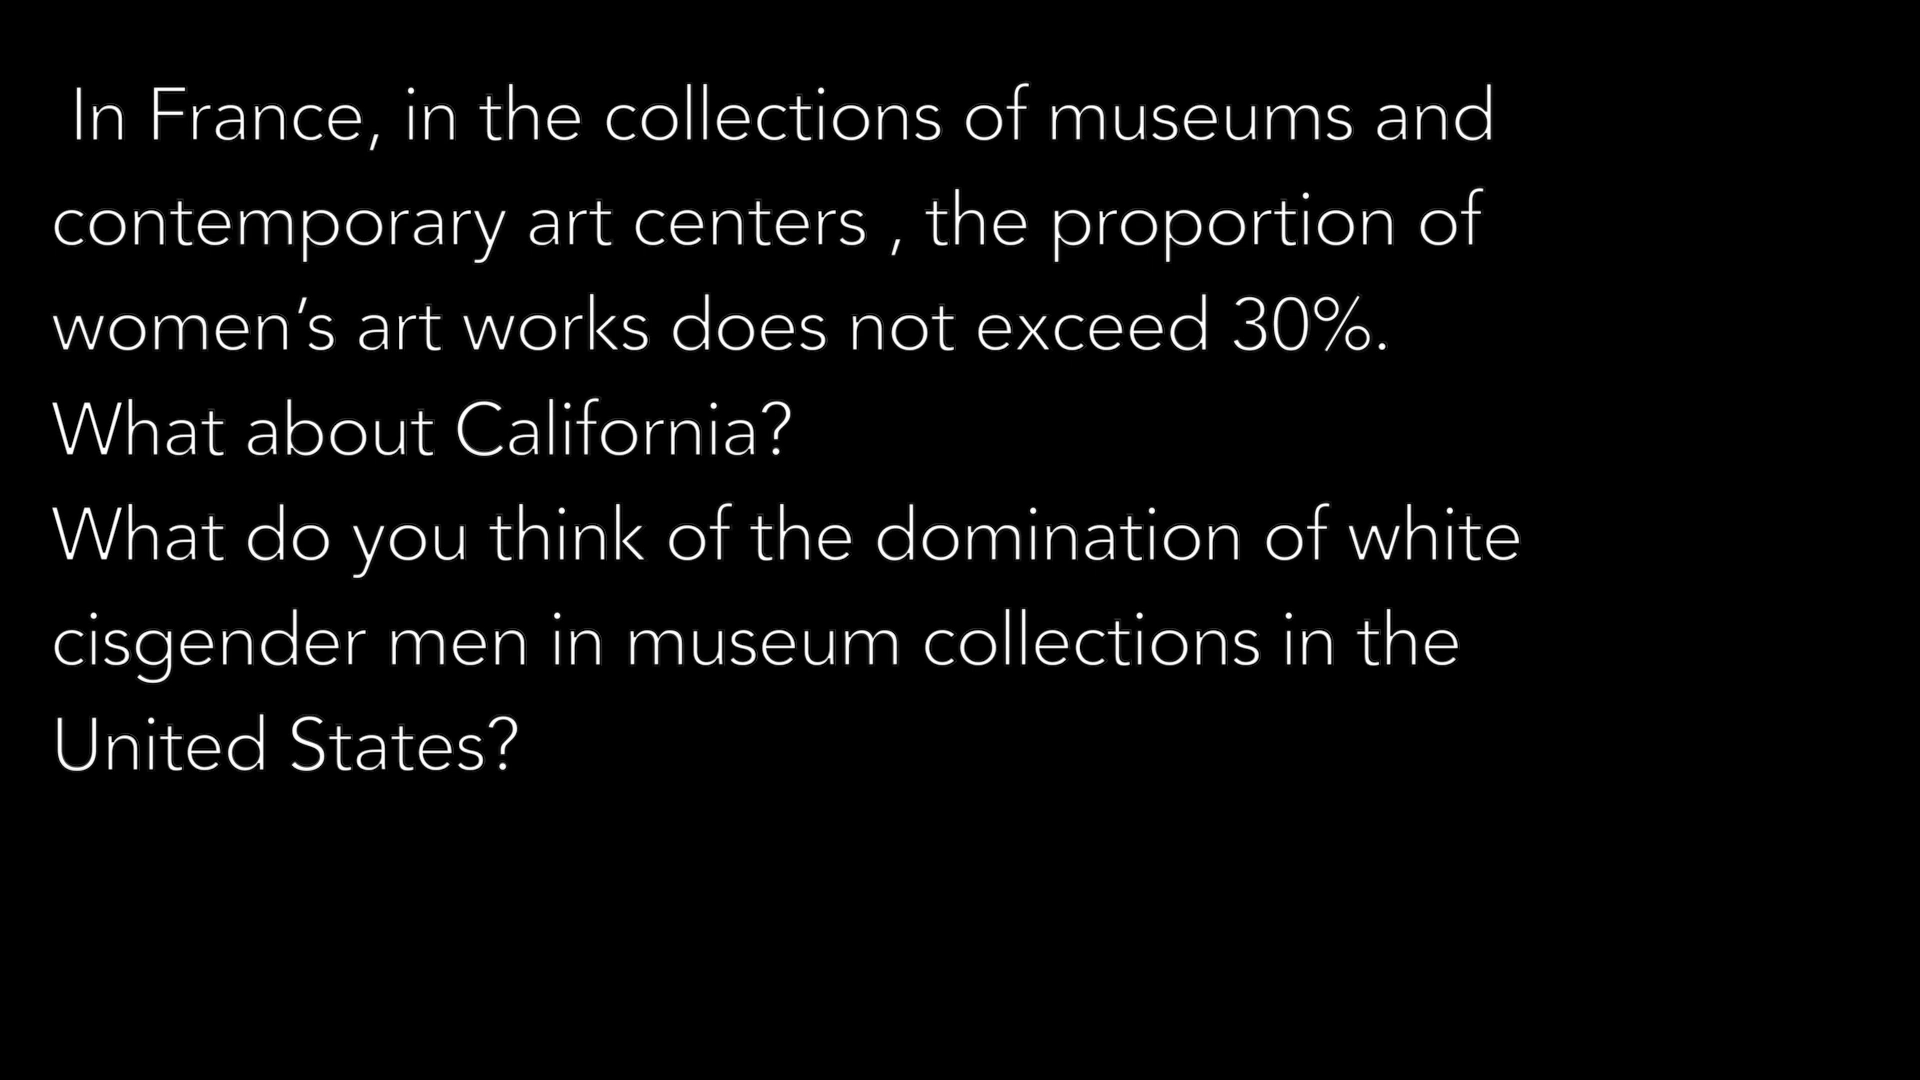 In France, in the collections of museums and
contemporary art centers , the proportion of
women’s art works does not exceed 30%.
What about California?
What do you think of the domination of white
cisgender men in museum collections in the
United States?